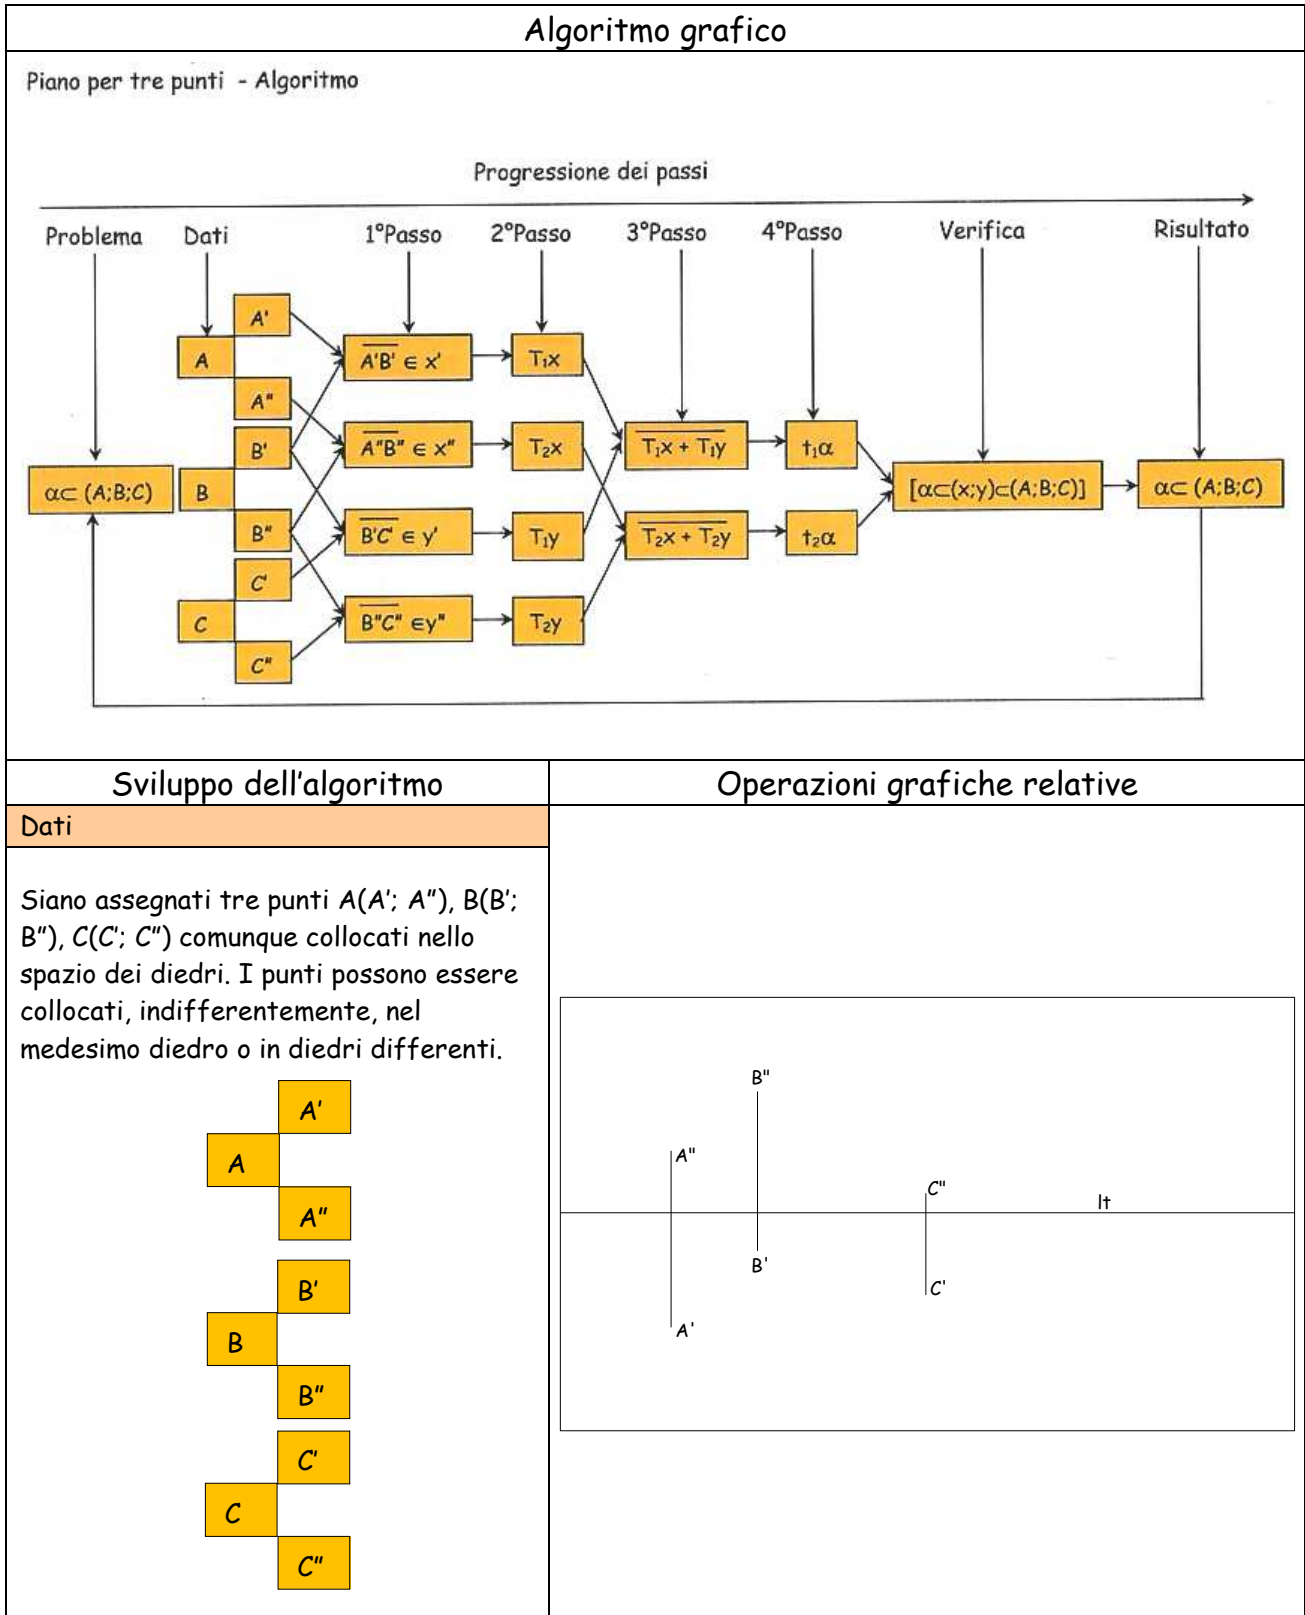 Algoritmo grafico
Piano per tre punti - Algoritmo
Progressione dei passi
Problema Dati 1°Passo 2°Passo 3°Passo 4°Passo Verifica Risultato
A'
A
A"
B'
B
B"
C'
C
C"
α⊂ (A;B;C)
A'B' ∈ x'
A"B" ∈ x"
B'C' ∈ y'
B"C" ∈y"
T₁x
T₂x
T₁y
T₂y
T₁x + T₁y
T₂x + T₂y
t₁α
t₂α
[α⊂(x;y)⊂(A;B;C)]
α⊂ (A;B;C)
Sviluppo dell'algoritmo
Dati
Siano assegnati tre punti A(A'; A"), B(B';
B"), C(C'; C") comunque collocati nello
spazio dei diedri. I punti possono essere
collocati, indifferentemente, nel
medesimo diedro o in diedri differenti.
A'
A
A"
B'
B
B"
C'
C
C"
Operazioni grafiche relative
B"
A"
C"
lt
B'
C'
A'